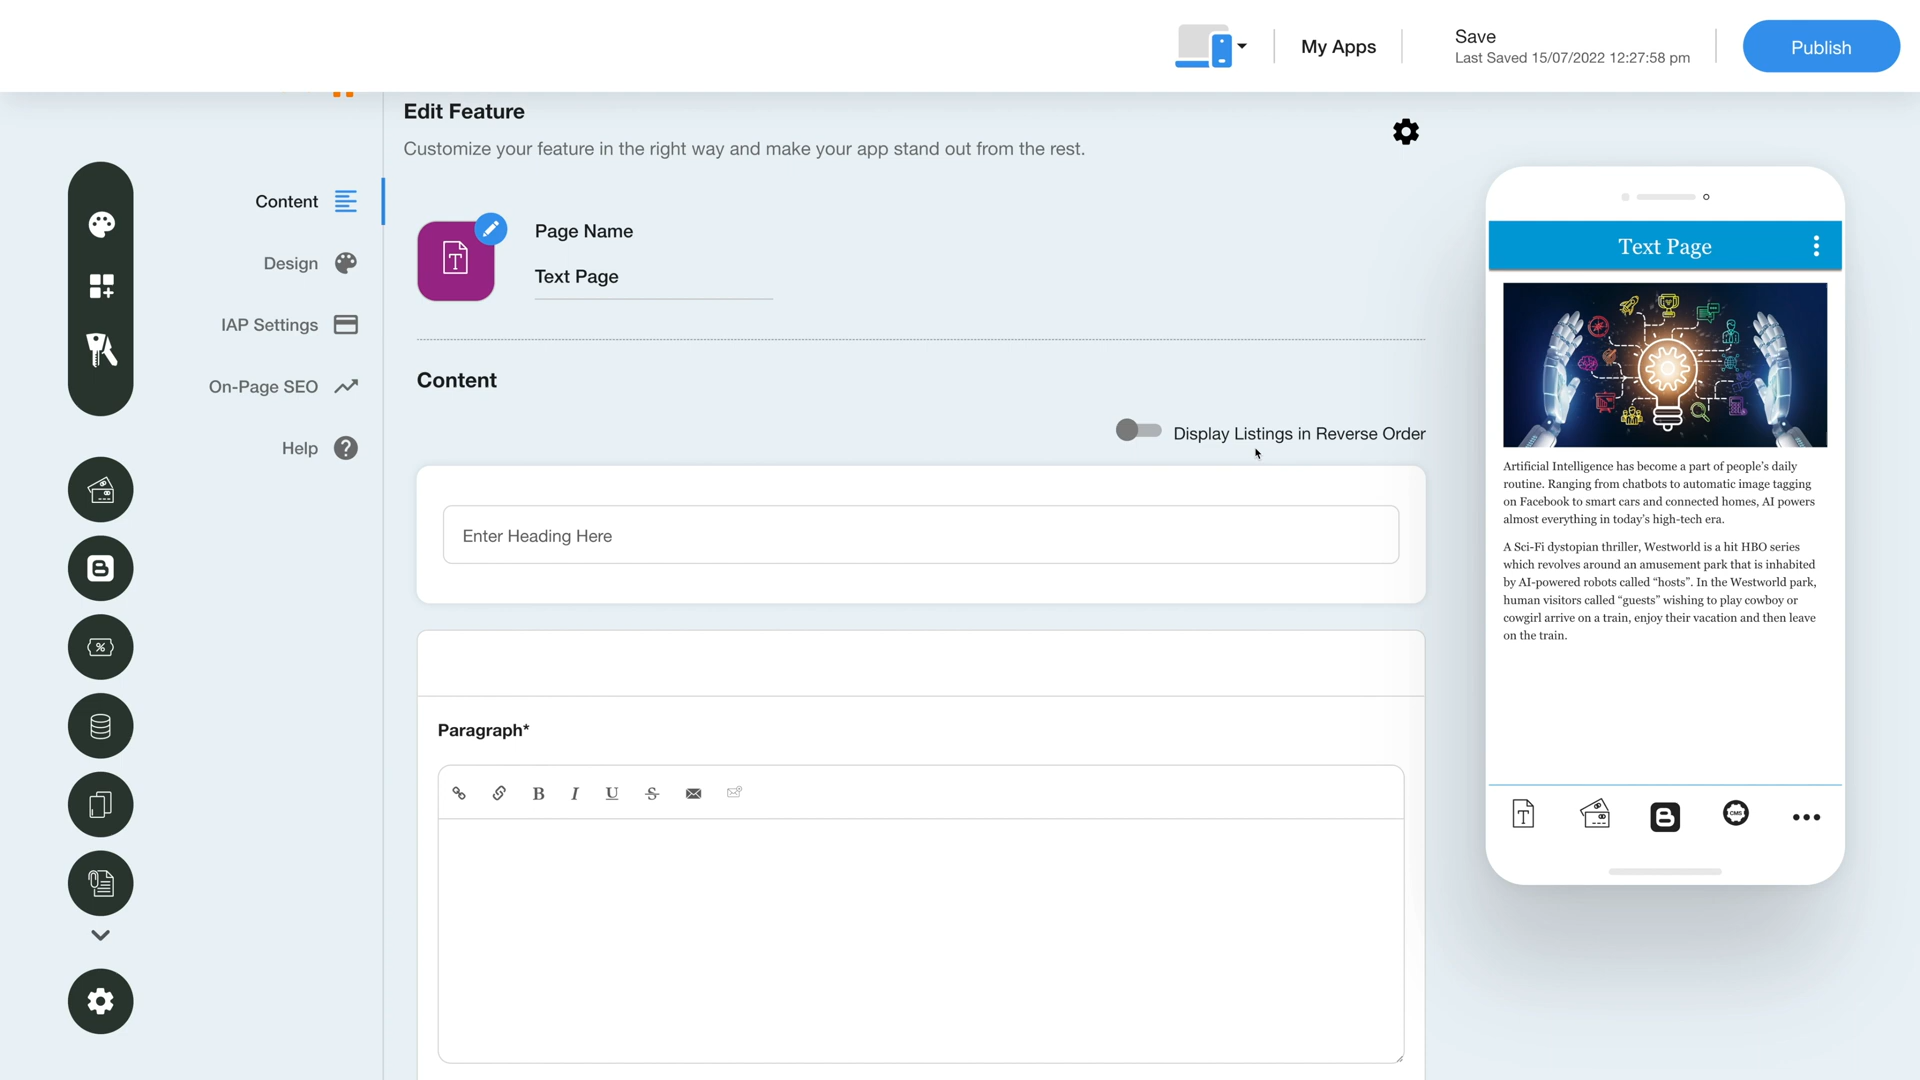 My Apps
Save
Last Saved 15/07/2022 12:27:58 pm
Publish
Edit Feature
Customize your feature in the right way and make your app stand out from the rest.
Content
Design
IAP Settings
On-Page SEO
Help
Page Name
Text Page
Content
Display Listings in Reverse Order
Enter Heading Here
Paragraph*
B I U S
Text Page
Artificial Intelligence has become a part of people’s daily
routine. Ranging from chatbots to automatic image tagging
on Facebook to smart cars and connected homes, AI powers
almost everything in today’s high-tech era.
A Sci-Fi dystopian thriller, Westworld is a hit HBO series
which revolves around an amusement park that is inhabited
by AI-powered robots called “hosts”. In the Westworld park,
human visitors called “guests” wishing to play cowboy or
cowgirl arrive on a train, enjoy their vacation and then leave
on the train.
CMS